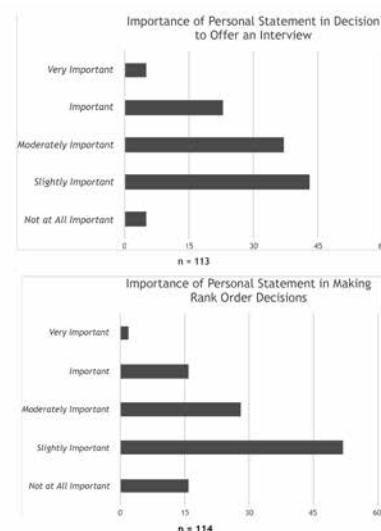 Importance of Personal Statement in Decision
to Offer an Interview
Very Important
Important
Moderately Important
Slightly Important
Not at All Important
0 15 30 45 6
n = 113
Importance of Personal Statement in Making
Rank Order Decisions
Very Important
Important
Moderately Important
Slightly Important
Not at All Important
0 15 30 45 60
n = 114